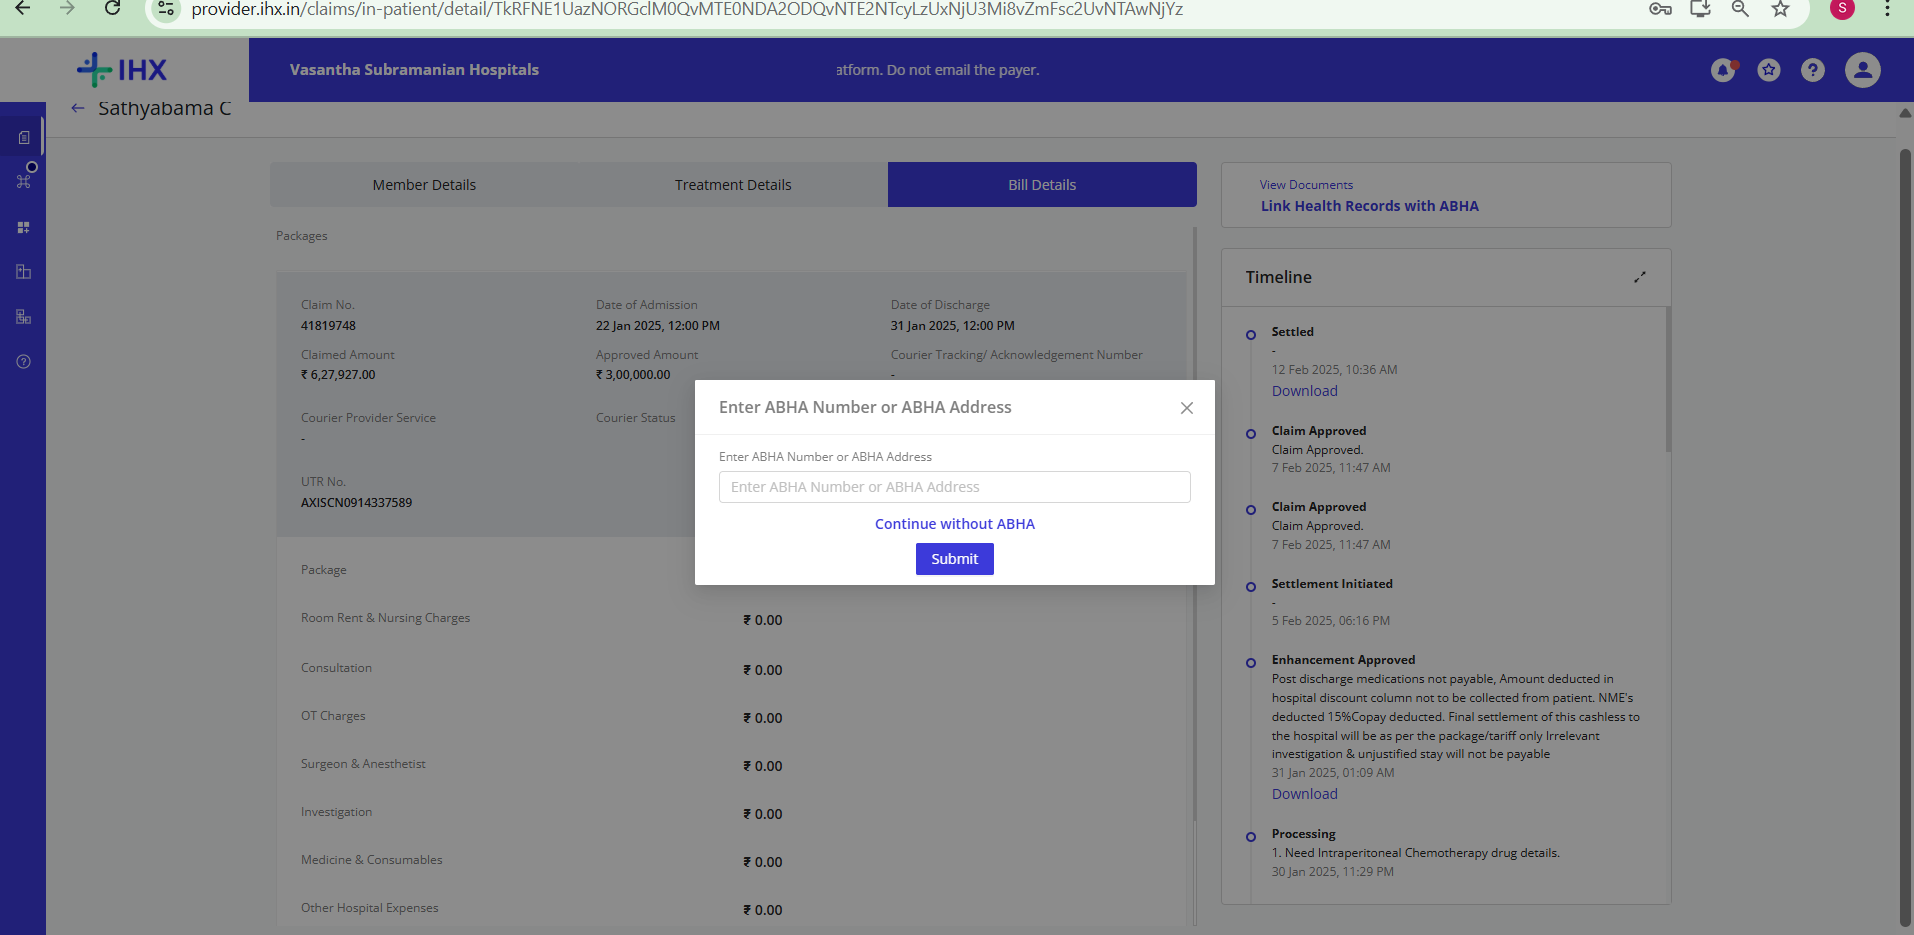 provider.ihx.in/claims/in-patient/detail/TkRFNE1UazNORGclM0QvMTE0NDA2ODQvNTE2NTcyLzUxNjU3Mi8vZmFsc2UvNTAwNjYz
S
IHX
Vasantha Subramanian Hospitals
atform. Do not email the payer.
Sathyabama C
Member Details
Treatment Details
Bill Details
View Documents
Link Health Records with ABHA
Packages
Claim No.
41819748
Date of Admission
22 Jan 2025, 12:00 PM
Date of Discharge
31 Jan 2025, 12:00 PM
Claimed Amount
₹ 6,27,927.00
Approved Amount
₹ 3,00,000.00
Courier Tracking/ Acknowledgement Number
-
Courier Provider Service
-
Courier Status
UTR No.
AXISCN0914337589
Enter ABHA Number or ABHA Address
Enter ABHA Number or ABHA Address
Enter ABHA Number or ABHA Address
Continue without ABHA
Submit
Package
Room Rent & Nursing Charges
₹ 0.00
Consultation
₹ 0.00
OT Charges
₹ 0.00
Surgeon & Anesthetist
₹ 0.00
Investigation
₹ 0.00
Medicine & Consumables
₹ 0.00
Other Hospital Expenses
₹ 0.00
Timeline
Settled
-
12 Feb 2025, 10:36 AM
Download
Claim Approved
Claim Approved.
7 Feb 2025, 11:47 AM
Claim Approved
Claim Approved.
7 Feb 2025, 11:47 AM
Settlement Initiated
-
5 Feb 2025, 06:16 PM
Enhancement Approved
Post discharge medications not payable, Amount deducted in
hospital discount column not to be collected from patient. NME's
deducted 15%Copay deducted. Final settlement of this cashless to
the hospital will be as per the package/tariff only Irrelevant
investigation & unjustified stay will not be payable
31 Jan 2025, 01:09 AM
Download
Processing
1. Need Intraperitoneal Chemotherapy drug details.
30 Jan 2025, 11:29 PM